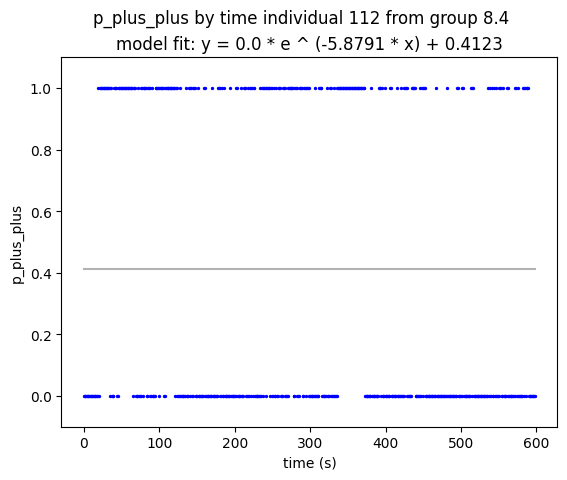 p_plus_plus by time individual 112 from group 8.4
model fit: y = 0.0 * e ^ (-5.8791 * x) + 0.4123
1.0
0.8
0.6
0.4
0.2
0.0
p_plus_plus
0 100 200 300 400 500 600
time (s)